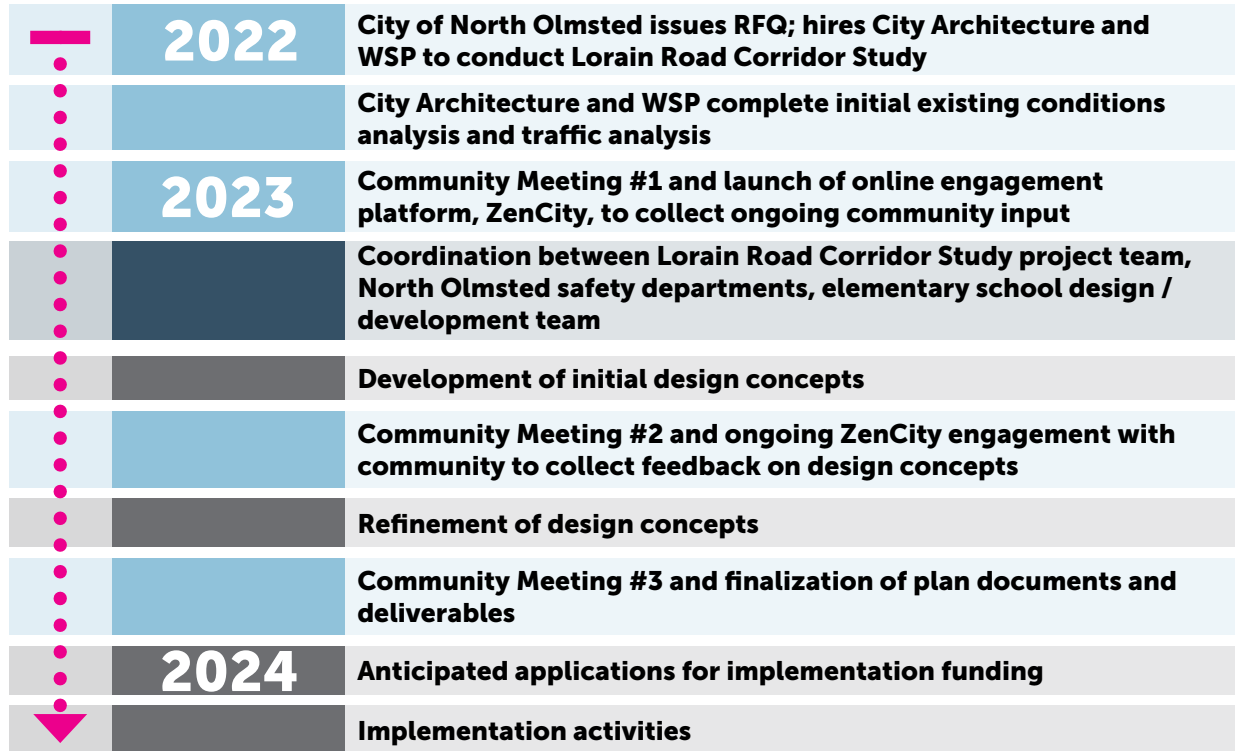 2022
City of North Olmsted issues RFQ; hires City Architecture and
WSP to conduct Lorain Road Corridor Study
City Architecture and WSP complete initial existing conditions
analysis and traffic analysis
2023
Community Meeting #1 and launch of online engagement
platform, ZenCity, to collect ongoing community input
Coordination between Lorain Road Corridor Study project team,
North Olmsted safety departments, elementary school design /
development team
Development of initial design concepts
Community Meeting #2 and ongoing ZenCity engagement with
community to collect feedback on design concepts
Refinement of design concepts
Community Meeting #3 and finalization of plan documents and
deliverables
2024
Anticipated applications for implementation funding
Implementation activities